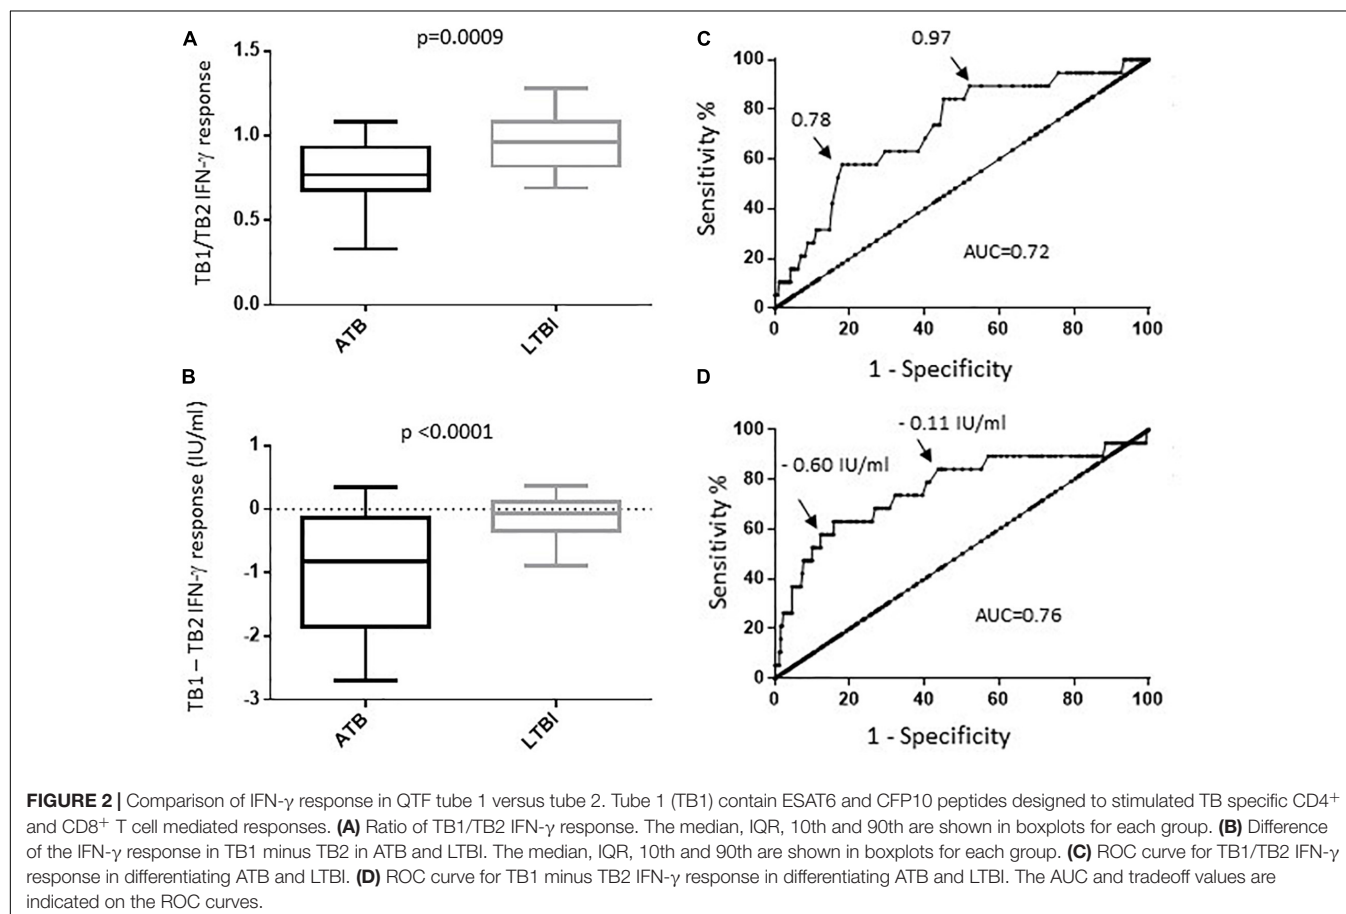 A
p=0.0009
TB1/TB2 IFN-γ response
1.5
1.0
0.5
0.0
ATB
LTBI
B
p <0.0001
TB1 – TB2 IFN-γ response (IU/ml)
1
0
-1
-2
-3
ATB
LTBI
C
0.97
0.78
Sensitivity %
100
80
60
40
20
0
AUC=0.72
0
20
40
60
80
100
1 - Specificity
D
- 0.11 IU/ml
- 0.60 IU/ml
Sensitivity %
100
80
60
40
20
0
AUC=0.76
0
20
40
60
80
100
1 - Specificity
FIGURE 2 | Comparison of IFN-γ response in QTF tube 1 versus tube 2. Tube 1 (TB1) contain ESAT6 and CFP10 peptides designed to stimulated TB specific CD4+
and CD8+ T cell mediated responses. (A) Ratio of TB1/TB2 IFN-γ response. The median, IQR, 10th and 90th are shown in boxplots for each group. (B) Difference
of the IFN-γ response in TB1 minus TB2 in ATB and LTBI. The median, IQR, 10th and 90th are shown in boxplots for each group. (C) ROC curve for TB1/TB2 IFN-γ
response in differentiating ATB and LTBI. (D) ROC curve for TB1 minus TB2 IFN-γ response in differentiating ATB and LTBI. The AUC and tradeoff values are
indicated on the ROC curves.